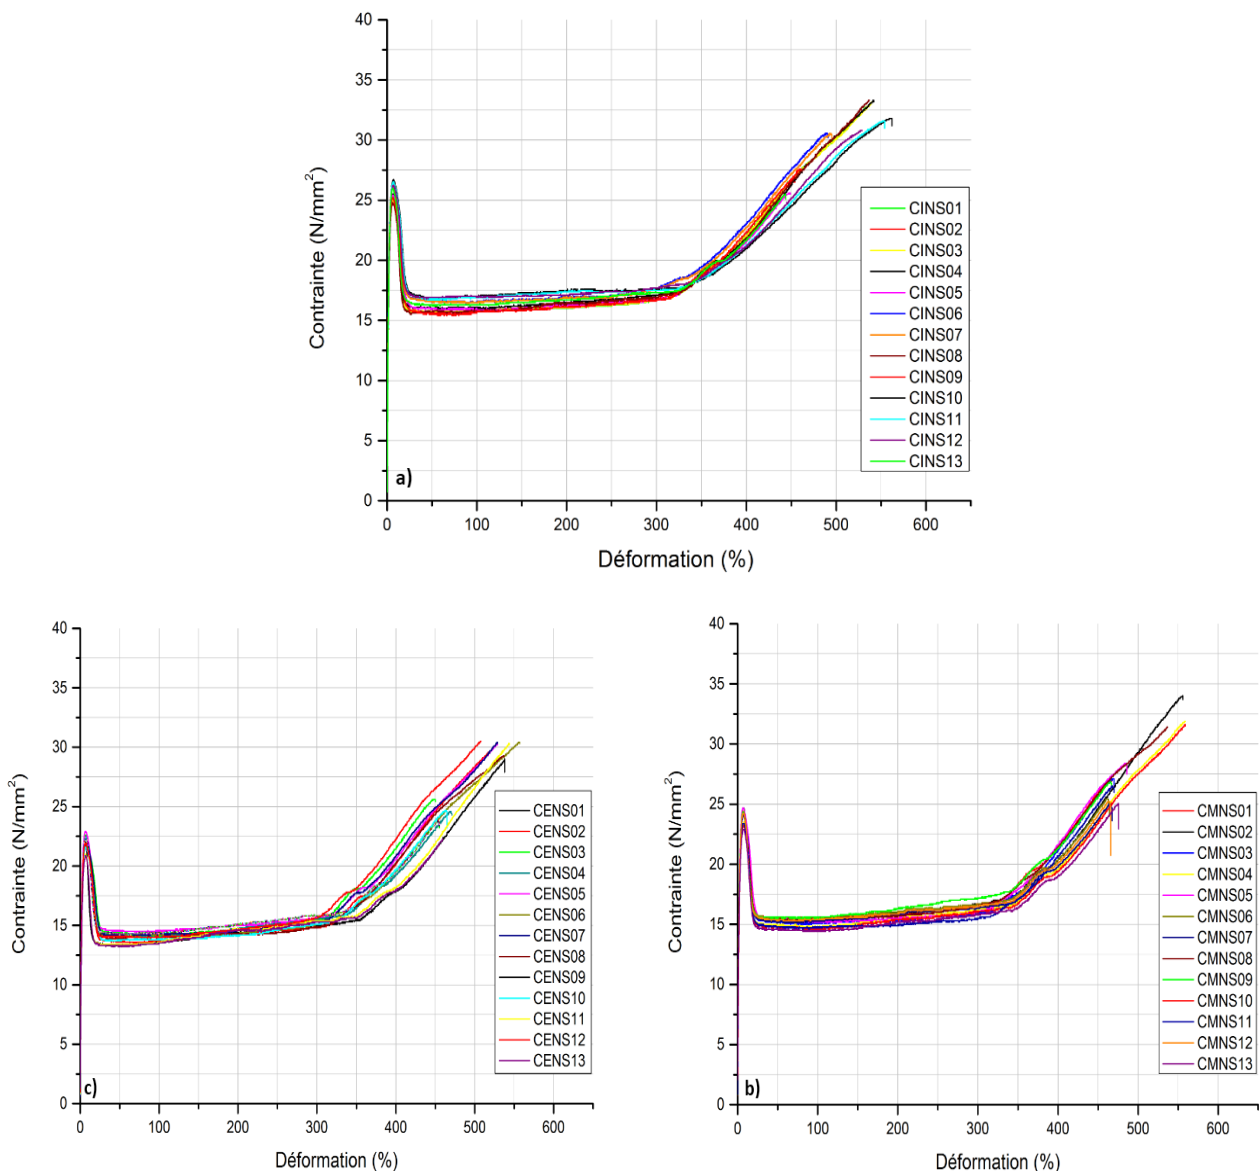 40
35
30
25
20
15
10
5
0
Contrainte (N/mm²)
CINS01
CINS02
CINS03
CINS04
CINS05
CINS06
CINS07
CINS08
CINS09
CINS10
CINS11
CINS12
CINS13
a)
0 100 200 300 400 500 600
Déformation (%)
40
35
30
25
20
15
10
5
0
Contrainte (N/mm²)
CENS01
CENS02
CENS03
CENS04
CENS05
CENS06
CENS07
CENS08
CENS09
CENS10
CENS11
CENS12
CENS13
c)
0 100 200 300 400 500 600
Déformation (%)
40
35
30
25
20
15
10
5
0
Contrainte (N/mm²)
CMNS01
CMNS02
CMNS03
CMNS04
CMNS05
CMNS06
CMNS07
CMNS08
CMNS09
CMNS10
CMNS11
CMNS12
CMNS13
b)
0 100 200 300 400 500 600
Déformation (%)